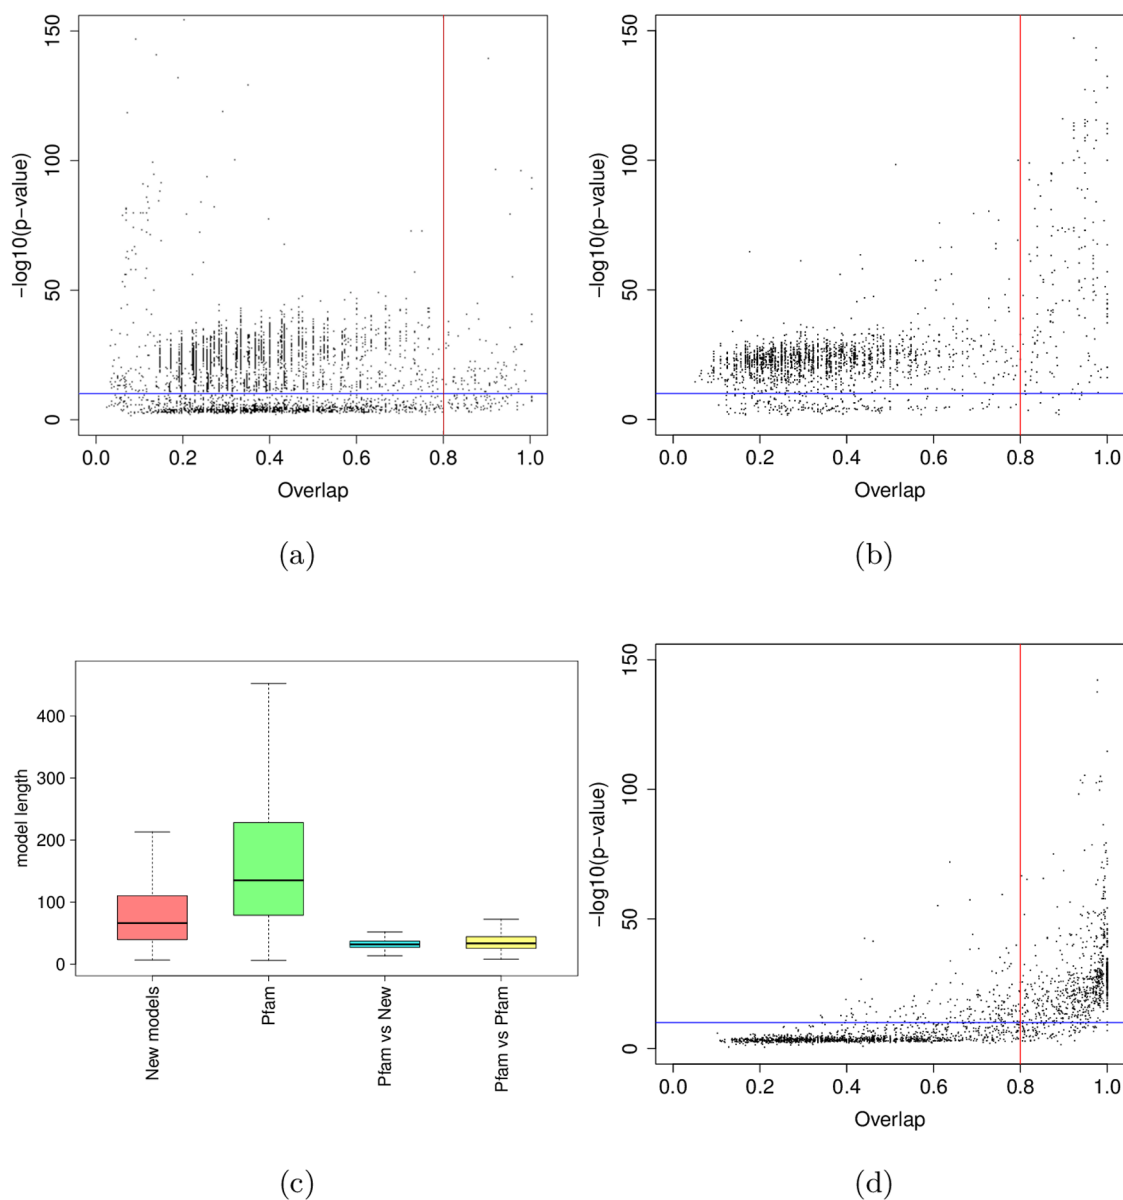 150
100
50
0
-log10(p-value)
0.0 0.2 0.4 0.6 0.8 1.0
Overlap
(a)
150
100
50
0
-log10(p-value)
0.0 0.2 0.4 0.6 0.8 1.0
Overlap
(b)
400
300
200
100
0
model length
New models
Pfam
Pfam vs New
Pfam vs Pfam
(c)
150
100
50
0
-log10(p-value)
0.0 0.2 0.4 0.6 0.8 1.0
Overlap
(d)